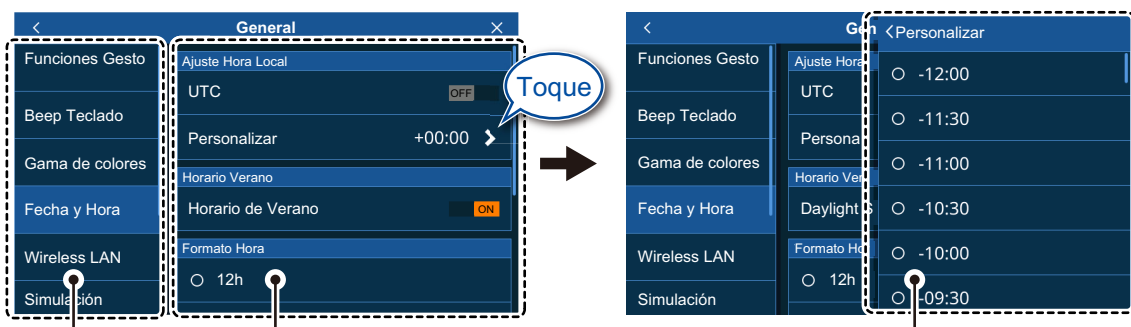 < General ×
Funciones Gesto
Beep Teclado
Gama de colores
Fecha y Hora
Wireless LAN
Simulación
Ajuste Hora Local
UTC OFF
Personalizar +00:00
Horario Verano
Horario de Verano ON
Formato Hora
12h
Toque
< Gen
Funciones Gesto
Beep Teclado
Gama de colores
Fecha y Hora
Wireless LAN
Simulación
Ajuste Hora
UTC
Persona
Horario Ver
Daylight S
Formato Ho
12h
< Personalizar
-12:00
-11:30
-11:00
-10:30
-10:00
-09:30